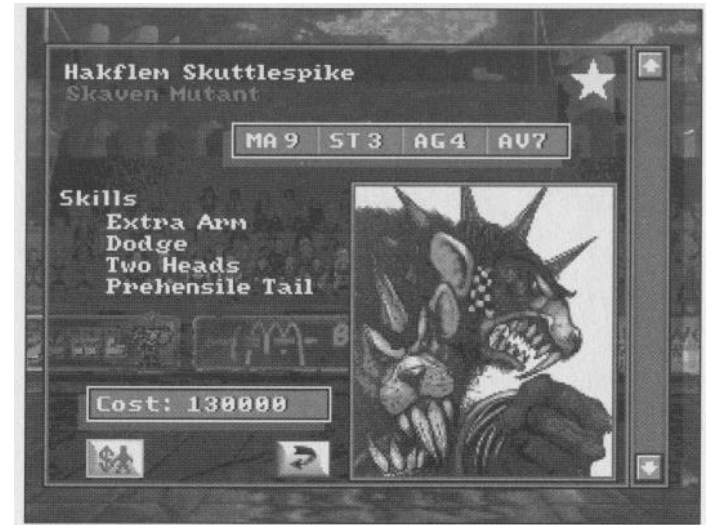 Hakflem Skuttlespike
Skaven Mutant
MA 9 ST 3 AG 4 AV 7
Skills
Extra Arm
Dodge
Two Heads
Prehensile Tail
Cost: 130000